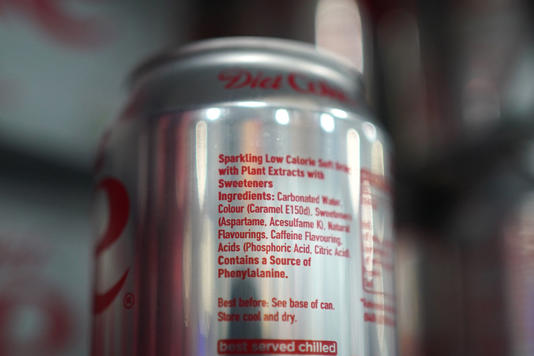 Diet Coke
Sparkling Low Calorie Soft Drink
with Plant Extracts with
Sweeteners
Ingredients: Carbonated Water,
Colour (Caramel E150d), Sweeteners
(Aspartame, Acesulfame K), Natural
Flavourings, Caffeine Flavouring,
Acids (Phosphoric Acid, Citric Acid).
Contains a Source of
Phenylalanine.
Best before: See base of can.
Store cool and dry.
best served chilled
®